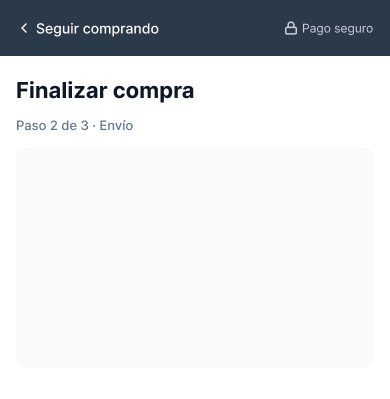 Seguir comprando
Pago seguro
Finalizar compra
Paso 2 de 3 · Envío